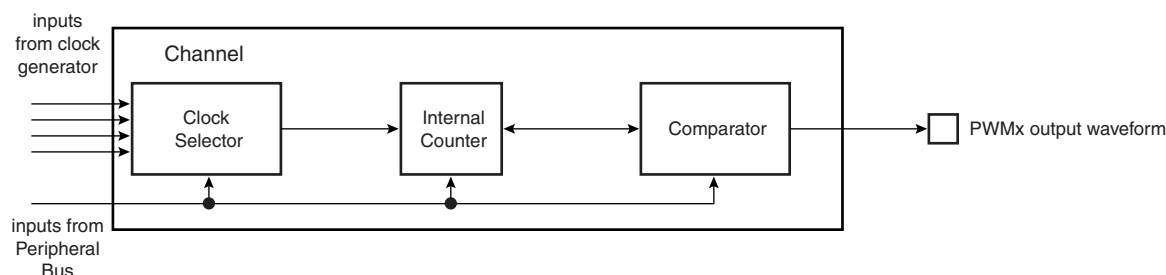 inputs
from clock
generator
Channel
Clock
Selector
Internal
Counter
Comparator
PWMx output waveform
inputs from
Peripheral
Bus